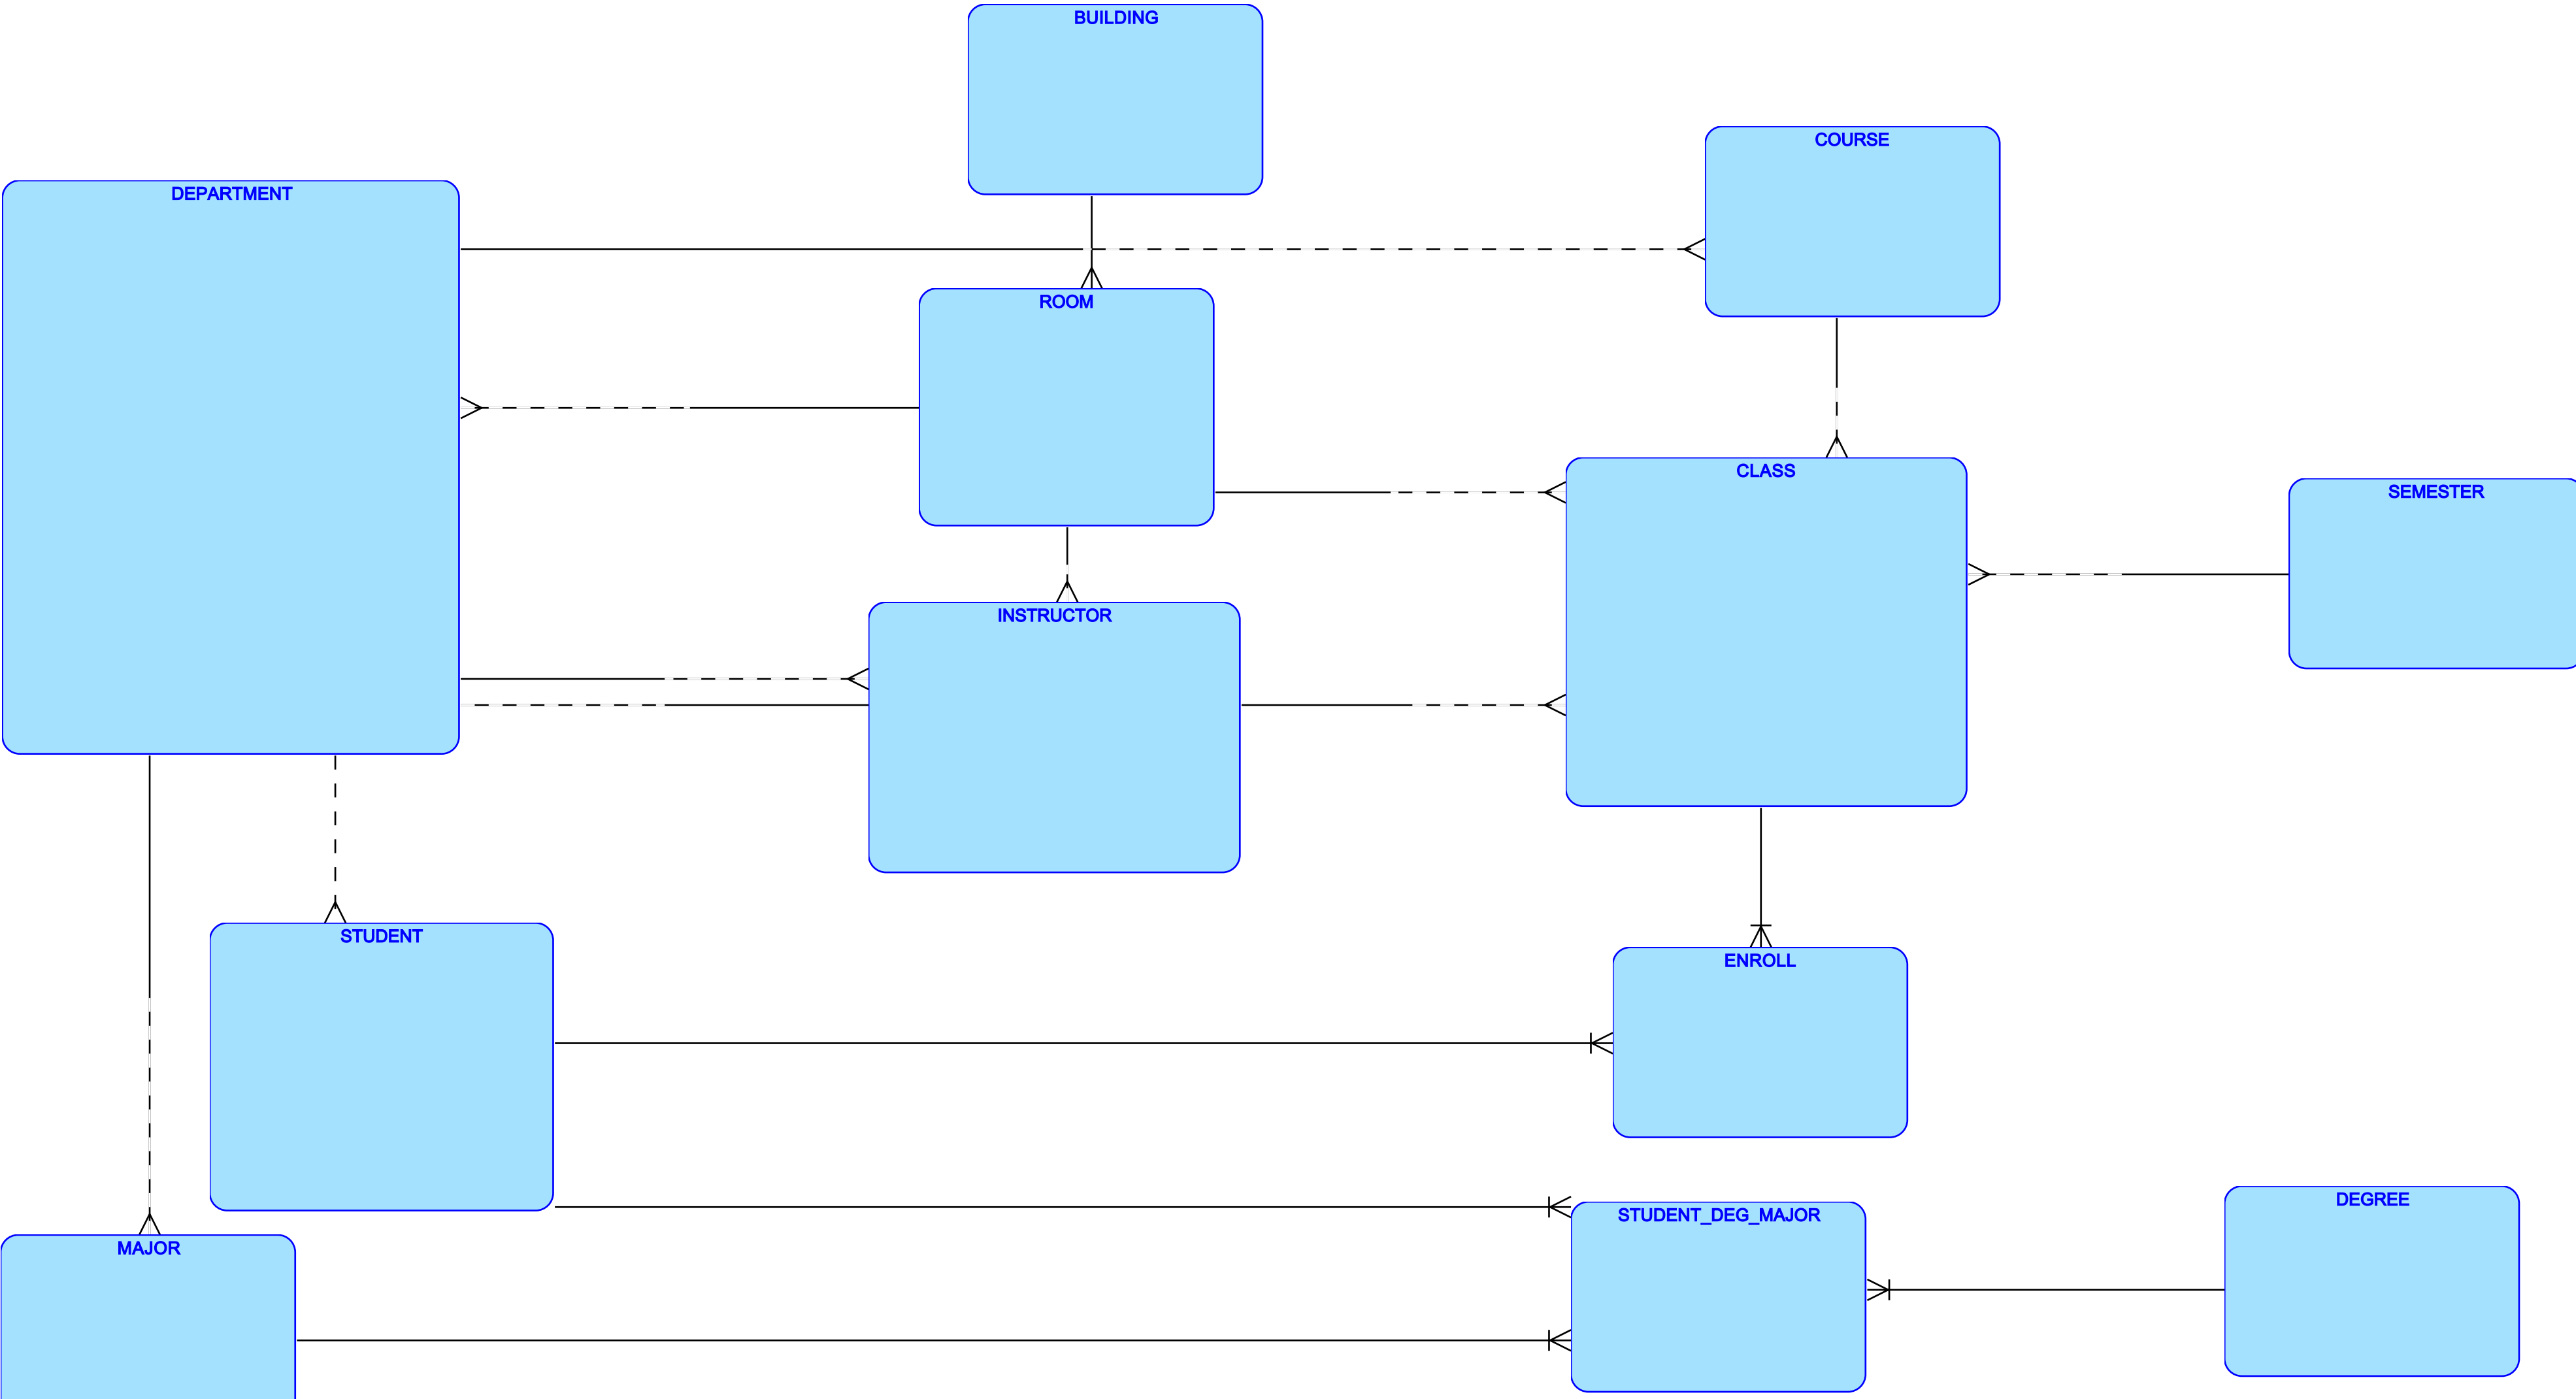 BUILDING
COURSE
DEPARTMENT
ROOM
CLASS
SEMESTER
INSTRUCTOR
STUDENT
ENROLL
DEGREE
STUDENT_DEG_MAJOR
MAJOR